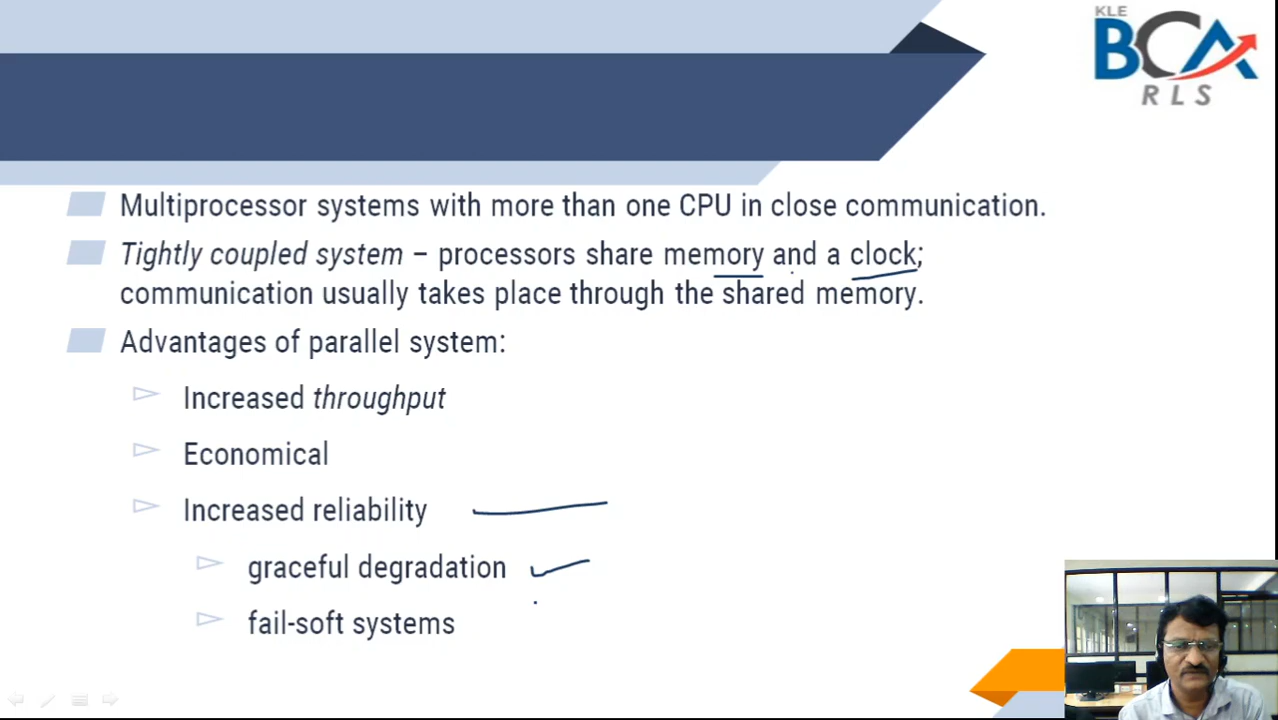 KLE
BCA
RLS
Multiprocessor systems with more than one CPU in close communication.
Tightly coupled system – processors share memory and a clock;
communication usually takes place through the shared memory.
Advantages of parallel system:
Increased throughput
Economical
Increased reliability
graceful degradation
fail-soft systems